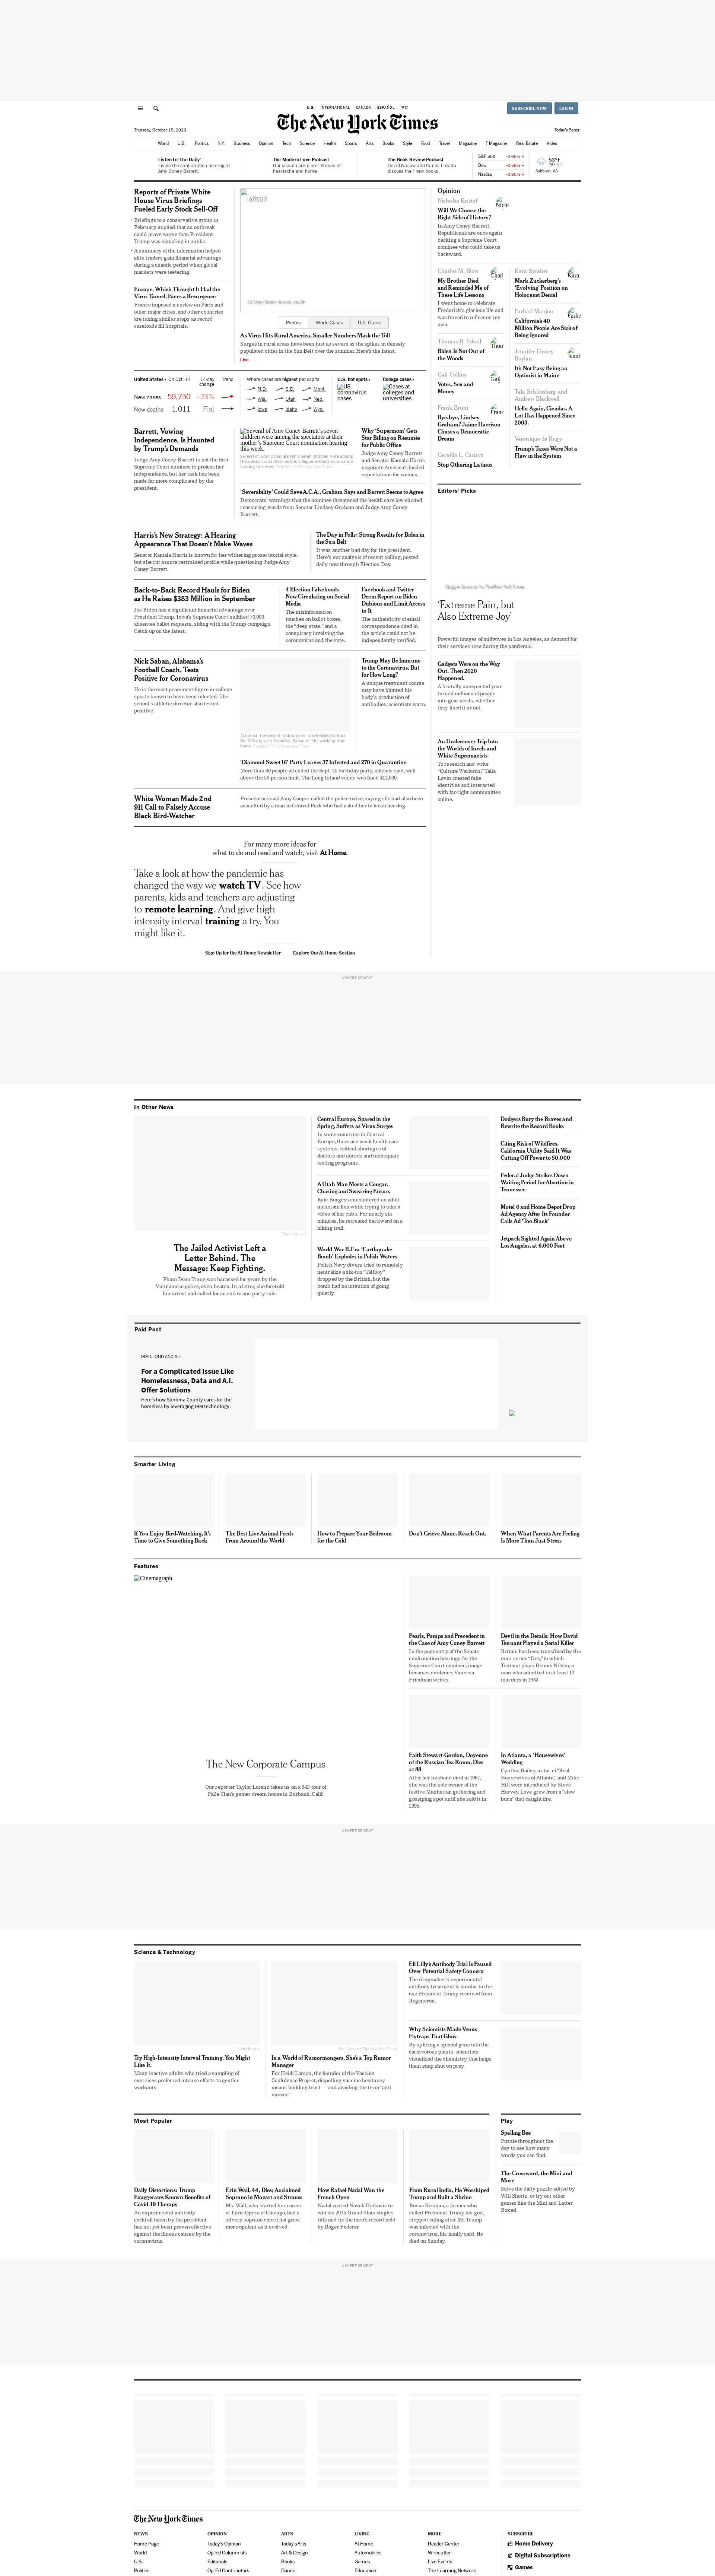 U.S.
INTERNATIONAL
CANADA
ESPAÑOL
中文
SUBSCRIBE NOW
LOG IN
The New York Times
Thursday, October 15, 2020
Today's Paper
World
U.S.
Politics
N.Y.
Business
Opinion
Tech
Science
Health
Sports
Arts
Books
Style
Food
Travel
Magazine
T Magazine
Real Estate
Video
Listen to 'The Daily'
Inside the confirmation hearing of
Judge Amy Coney Barrett.
The Modern Love Podcast
Our season premiere: Stories of
heartache and home.
The Book Review Podcast
David Nasaw and Carlos Lozada
discuss their new books
S&P 500 -0.66%
Dow -0.58%
Nasdaq -0.80%
53°F
Ashburn, VA
Reports of Private White
House Virus Briefings
Fueled Early Stock Sell-Off
Briefings to a conservative group in
February implied that an outbreak
could prove worse than President
Trump was signaling in public.
A summary of the information helped
elite traders gain financial advantage
during a chaotic period when global
markets were teetering.
Europe, Which Thought It Had the
Virus Tamed, Faces a Resurgence
France imposed a curfew on Paris and
other major cities, and other countries
set a similar steps as record
caseloads fill hospitals.
Miami
Photos
World Cases
U.S. Curve
As Virus Hits Rural America, Smaller Numbers Mask the Toll
Surges in rural areas have been just as severe as the spikes in densely
populated cities in the Sun Belt over the summer. Here's the latest.
Live
United States ›
On Oct. 14
14-day
change
Trend
New cases 59,750 +23%
New deaths 1,011 Flat
Where cases are highest per capita
N.D.
S.D.
Mont.
Wis.
Utah
Neb.
Iowa
Idaho
Wyo.
U.S. hot spots ›
US
coronavirus
cases
College cases ›
Cases at
colleges and
universities
Barrett, Vowing
Independence, Is Haunted
by Trump's Demands
Judge Amy Coney Barrett is not the first
Supreme Court nominee to profess her
independence, but her task has been
made far more complicated by the
president.
Several of Amy Coney Barrett's seven
children were among the spectators at their
mother's Supreme Court nomination hearing
this week.
Why 'Supermom' Gets
Star Billing on Résumés
for Public Office
Judge Amy Coney Barrett
and Senator Kamala Harris
negotiate America's loaded
expectations for women.
'Severability' Could Save A.C.A., Graham Says and Barrett Seems to Agree
Democrats' warnings that the nominee threatened the health care law elicited
reassuring words from Senator Lindsey Graham and Judge Amy Coney
Barrett.
Harris's New Strategy: A Hearing
Appearance That Doesn't Make Waves
Senator Kamala Harris is known for her withering prosecutorial style,
but she cut a more restrained profile while questioning Judge Amy
Coney Barrett.
The Day in Polls: Strong Results for Biden in
the Sun Belt
It was another bad day for the president.
Here's our analysis of recent polling, posted
daily now through Election Day.
Back-to-Back Record Hauls for Biden
as He Raises $383 Million in September
Joe Biden has a significant financial advantage over
President Trump. Iowa's Supreme Court nullified 70,000
absentee ballot requests, siding with the Trump campaign.
Catch up on the latest.
4 Election Falsehoods
Now Circulating on Social
Media
The misinformation
touches on ballot boxes,
the "deep state," and a
conspiracy involving the
coronavirus and the vote.
Facebook and Twitter
Deem Report on Biden
Dubious and Limit Access
to It
The authenticity of email
correspondence cited in
the article could not be
independently verified.
Nick Saban, Alabama's
Football Coach, Tests
Positive for Coronavirus
He is the most prominent figure in college
sports known to have been infected. The
school's athletic director also tested
positive.
Trump May Be Immune
to the Coronavirus. But
for How Long?
A unique treatment course
may have blunted his
body's production of
antibodies, scientists warn.
'Diamond Sweet 16' Party Leaves 37 Infected and 270 in Quarantine
More than 80 people attended the Sept. 25 birthday party, officials said, well
above the 50-person limit. The Long Island venue was fined $12,000.
White Woman Made 2nd
911 Call to Falsely Accuse
Black Bird-Watcher
Prosecutors said Amy Cooper called the police twice, saying she had also been
assaulted by a man in Central Park who had asked her to leash her dog.
For many more ideas for
what to do and read and watch, visit At Home.
Take a look at how the pandemic has
changed the way we watch TV. See how
parents, kids and teachers are adjusting
to remote learning. And give high-
intensity interval training a try. You
might like it.
Sign Up for the At Home Newsletter
Explore Our At Home Section
Opinion
Nicholas Kristof
Will We Choose the
Right Side of History?
In Amy Coney Barrett,
Republicans are once again
backing a Supreme Court
nominee who could take us
backward.
Charles M. Blow
My Brother Died
and Reminded Me of
These Life Lessons
I went home to celebrate
Frederick's glorious life and
was forced to reflect on my
own.
Thomas B. Edsall
Biden Is Not Out of
the Woods
Gail Collins
Votes, Sex and
Money
Frank Bruni
Bye-bye, Lindsey
Graham? Jaime Harrison
Chases a Democratic
Dream
Geraldo L. Cadava
Stop Othering Latinos
Kara Swisher
Mark Zuckerberg's
'Evolving' Position on
Holocaust Denial
Farhad Manjoo
California's 40
Million People Are Sick of
Being Ignored
Jennifer Finney
Boylan
It's Not Easy Being an
Optimist in Maine
Tala Schlossberg and
Andrew Blackwell
Hello Again, Cicadas. A
Lot Has Happened Since
2003.
Veronique de Rugy
Trump's Taxes Were Not a
Flaw in the System
Editors' Picks
'Extreme Pain, but
Also Extreme Joy'
Powerful images of midwives in Los Angeles, as demand for
their services rose during the pandemic.
Gadgets Were on the Way
Out. Then 2020
Happened.
A brutally unexpected year
turned millions of people
into gear nerds, whether
they liked it or not.
An Undercover Trip Into
the Worlds of Incels and
White Supremacists
To research and write
"Culture Warlords," Talia
Lavin created fake
identities and interacted
with far-right communities
online.
ADVERTISEMENT
In Other News
The Jailed Activist Left a
Letter Behind. The
Message: Keep Fighting.
Pham Doan Trang was harassed for years by the
Vietnamese police, even beaten. In a letter, she foretold
her arrest and called for an end to one-party rule.
Central Europe, Spared in the
Spring, Suffers as Virus Surges
In some countries in Central
Europe, there are weak health care
systems, critical shortages of
doctors and nurses and inadequate
testing programs.
A Utah Man Meets a Cougar.
Chasing and Swearing Ensue.
Kyle Burgess encountered an adult
mountain lion while trying to take a
video of her cubs. For nearly six
minutes, he retreated backward on a
hiking trail.
World War II-Era 'Earthquake
Bomb' Explodes in Polish Waters
Polish Navy divers tried to remotely
neutralize a six-ton "Tallboy"
dropped by the British, but the
bomb had no intention of going
quietly.
Dodgers Bury the Braves and
Rewrite the Record Books
Citing Risk of Wildfires,
California Utility Said It Was
Cutting Off Power to 50,000
Federal Judge Strikes Down
Waiting Period for Abortion in
Tennessee
Motel 6 and Home Depot Drop
Ad Agency After Its Founder
Calls Ad 'Too Black'
Jetpack Sighted Again Above
Los Angeles, at 6,000 Feet
Paid Post
IBM CLOUD AND A.I.
For a Complicated Issue Like
Homelessness, Data and A.I.
Offer Solutions
Here's how Sonoma County cares for the
homeless by leveraging IBM technology.
Smarter Living
If You Enjoy Bird-Watching, It's
Time to Give Something Back
The Best Live Animal Feeds
From Around the World
How to Prepare Your Bedroom
for the Cold
Don't Grieve Alone. Reach Out.
When What Parents Are Feeling
Is More Than Just Stress
Features
Cinemagraph
The New Corporate Campus
Our reporter Taylor Lorenz takes us on a 3-D tour of
FaZe Clan's gamer dream house in Burbank, Calif.
Pearls, Pumps and Precedent in
the Case of Amy Coney Barrett
In the pageantry of the Senate
confirmation hearings for the
Supreme Court nominee, image
becomes evidence, Vanessa
Friedman writes.
Devil in the Details: How David
Tennant Played a Serial Killer
Britain has been transfixed by the
mini-series "Des," in which
Tennant plays Dennis Nilsen, a
man who admitted to at least 12
murders in 1983.
Faith Stewart-Gordon, Doyenne
of the Russian Tea Room, Dies
at 88
After her husband died in 1967,
she was the sole owner of the
festive Manhattan gathering and
gossiping spot until she sold it in
1995.
In Atlanta, a 'Housewives'
Wedding
Cynthia Bailey, a star of "Real
Housewives of Atlanta," and Mike
Hill were introduced by Steve
Harvey. Love grew from a "slow
burn" that caught fire.
ADVERTISEMENT
Science & Technology
Try High-Intensity Interval Training. You Might
Like It.
Many inactive adults who tried a sampling of
exercises preferred intense efforts to gentler
workouts.
In a World of Rumormongers, She's a Top Rumor
Manager
For Heidi Larson, the founder of the Vaccine
Confidence Project, dispelling vaccine hesitancy
means building trust — and avoiding the term "anti-
vaxxer."
Eli Lilly's Antibody Trial Is Paused
Over Potential Safety Concern
The drugmaker's experimental
antibody treatment is similar to the
one President Trump received from
Regeneron.
Why Scientists Made Venus
Flytraps That Glow
By splicing a special gene into the
carnivorous plants, scientists
visualized the chemistry that helps
them snap shut on prey.
Most Popular
Daily Distortions: Trump
Exaggerates Known Benefits of
Covid-19 Therapy
An experimental antibody
cocktail taken by the president
has not yet been proven effective
against the illness caused by the
coronavirus.
Erin Wall, 44, Dies; Acclaimed
Soprano in Mozart and Strauss
Ms. Wall, who started her career
at Lyric Opera of Chicago, had a
silvery soprano voice that grew
more opulent as it evolved.
How Rafael Nadal Won the
French Open
Nadal routed Novak Djokovic to
win his 20th Grand Slam singles
title and tie the men's record held
by Roger Federer.
From Rural India, He Worshiped
Trump and Built a Shrine
Bussa Krishna, a farmer who
called President Trump his god,
stopped eating after Mr. Trump
was infected with the
coronavirus, his family said. He
died on Sunday.
Play
Spelling Bee
Puzzle throughout the
day to see how many
words you can find.
The Crossword, the Mini and
More
Solve the daily puzzle edited by
Will Shortz, or try out other
games like the Mini and Letter
Boxed.
ADVERTISEMENT
The New York Times
NEWS
Home Page
World
U.S.
Politics
OPINION
Today's Opinion
Op-Ed Columnists
Editorials
Op-Ed Contributors
ARTS
Today's Arts
Art & Design
Books
Dance
LIVING
At Home
Automobiles
Games
Education
MORE
Reader Center
Wirecutter
Live Events
The Learning Network
SUBSCRIBE
Home Delivery
Digital Subscriptions
Games